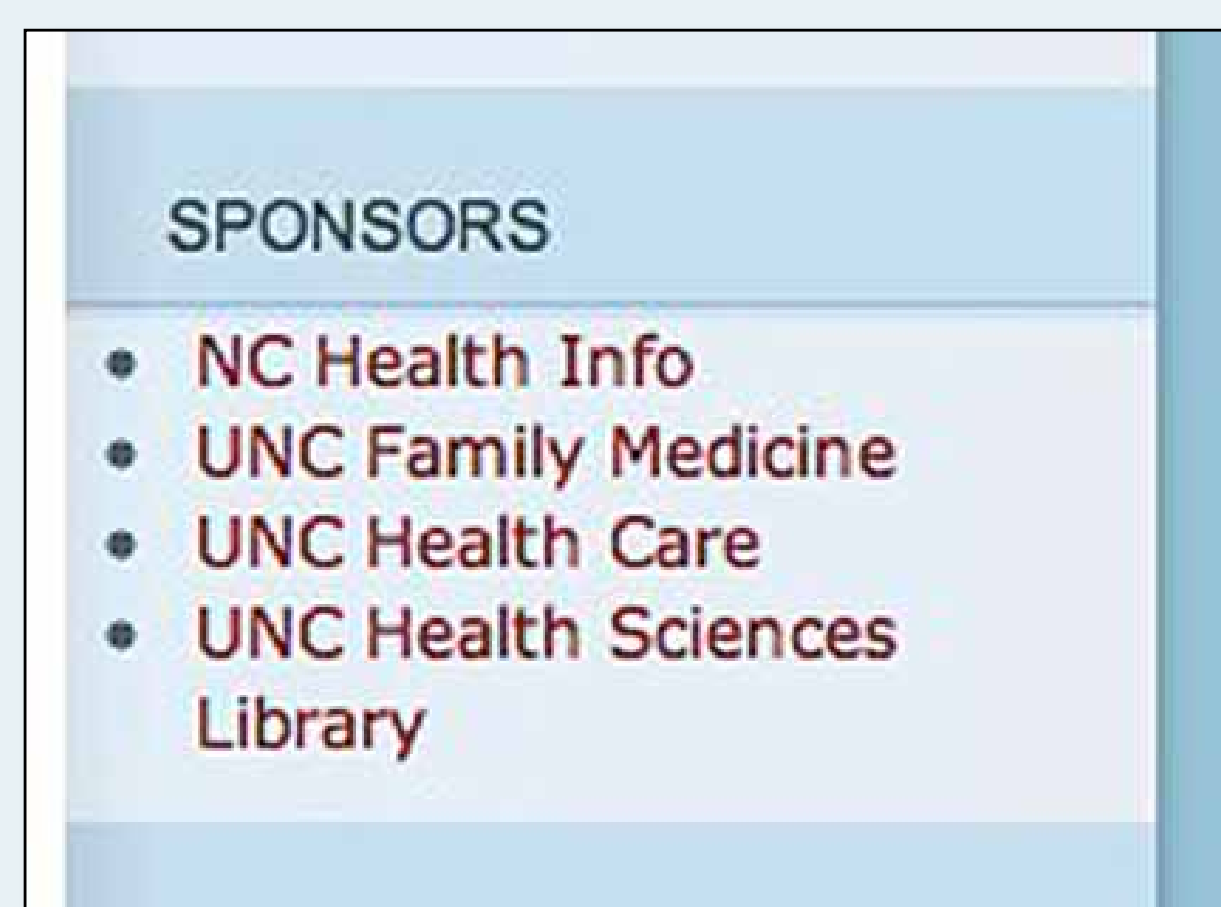 SPONSORS
NC Health Info
UNC Family Medicine
UNC Health Care
UNC Health Sciences
Library